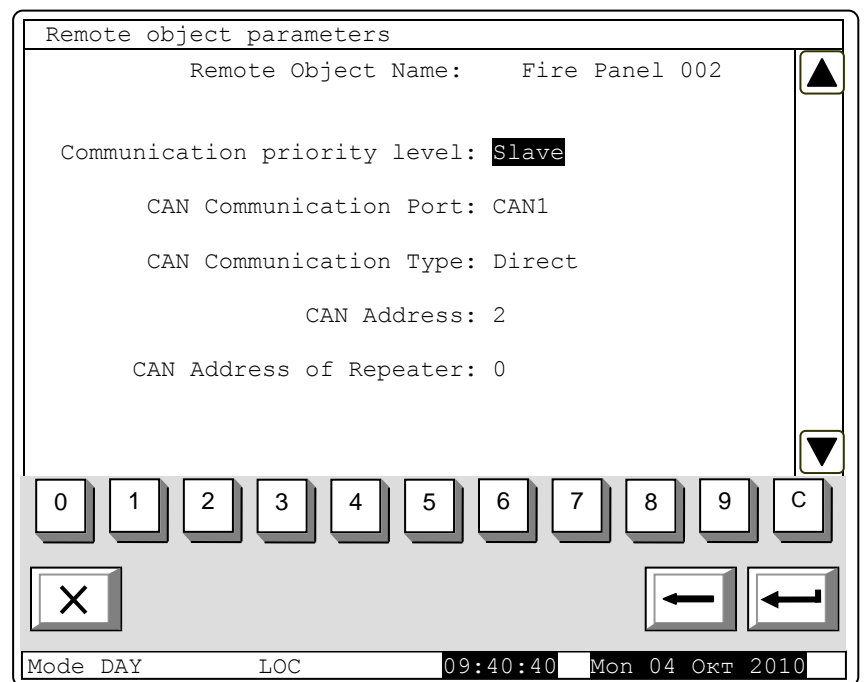 Remote object parameters
Remote Object Name: Fire Panel 002
Communication priority level: Slave
CAN Communication Port: CAN1
CAN Communication Type: Direct
CAN Address: 2
CAN Address of Repeater: 0
0 1 2 3 4 5 6 7 8 9 C
Mode DAY LOC 09:40:40 Mon 04 Окт 2010